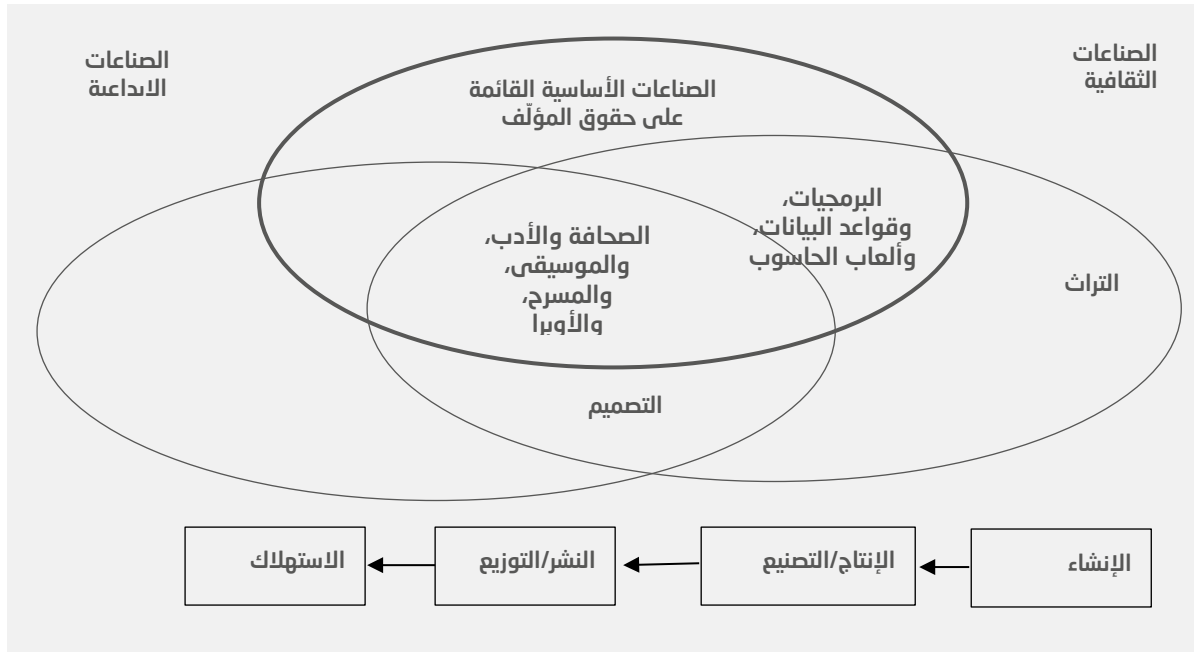 الصناعات
الثقافية
الصناعات
الابداعية
الصناعات الأساسية القائمة
على حقوق المؤلّف
البرمجيات،
وقواعد البيانات،
وألعاب الحاسوب
الصحافة والأدب،
والموسيقى،
والمسرح،
والأوبرا
التراث
التصميم
الإنشاء
الإنتاج/التصنيع
النشر/التوزيع
الاستهلاك